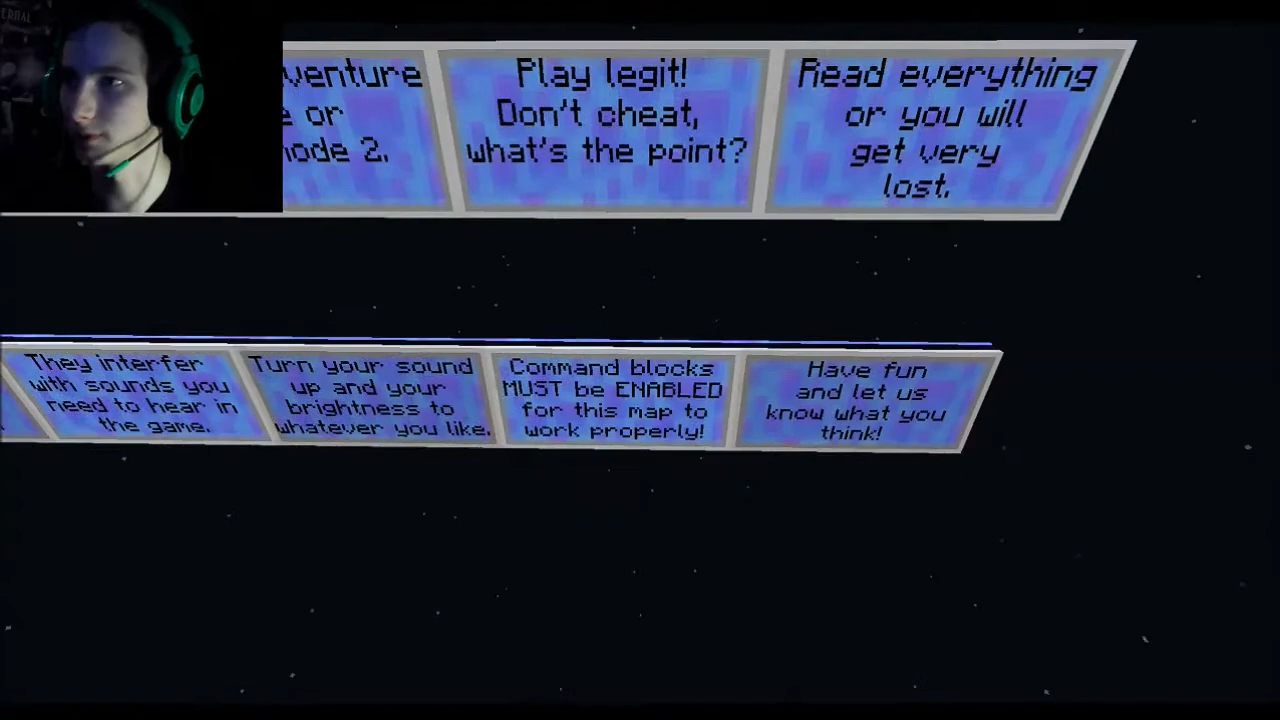 ERNAL
venture
e or
ode 2.
Play legit!
Don't cheat,
what's the point?
Read everything
or you will
get very
lost.
They interfer
with sounds you
need to hear in
the game.
Turn your sound
up and your
brightness to
whatever you like.
Command blocks
MUST be ENABLED
for this map to
work properly!
Have fun
and let us
know what you
think!